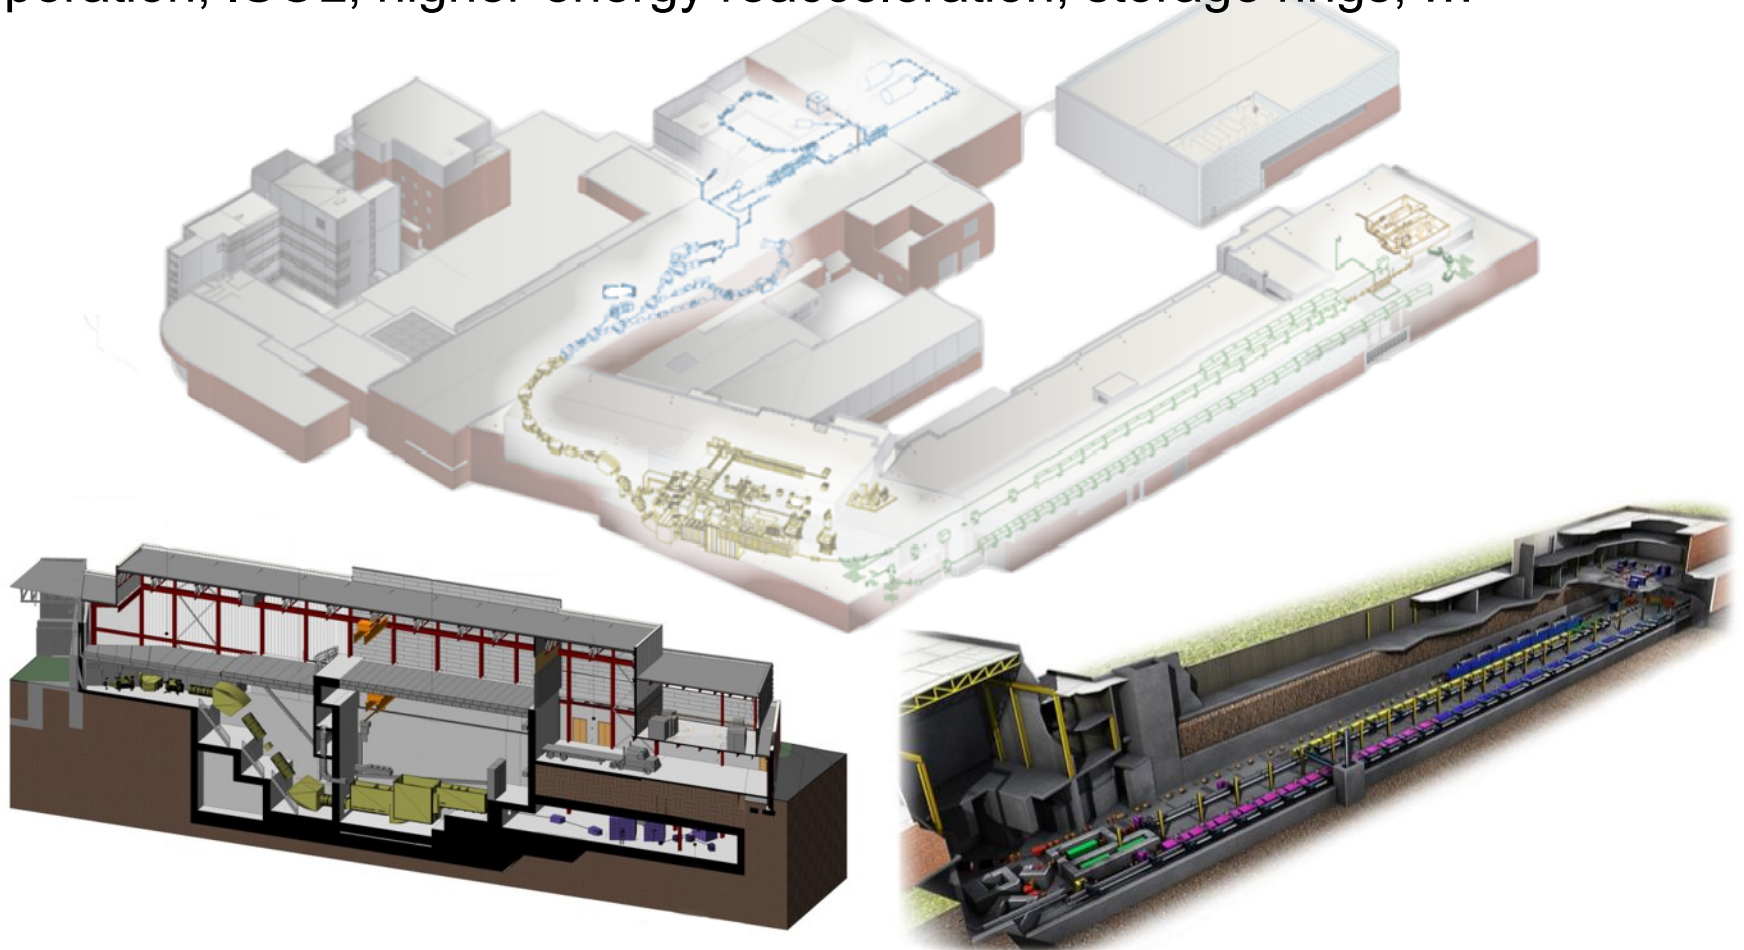 peration, ISOL, higher-energy reacceleration, storage rings, ...